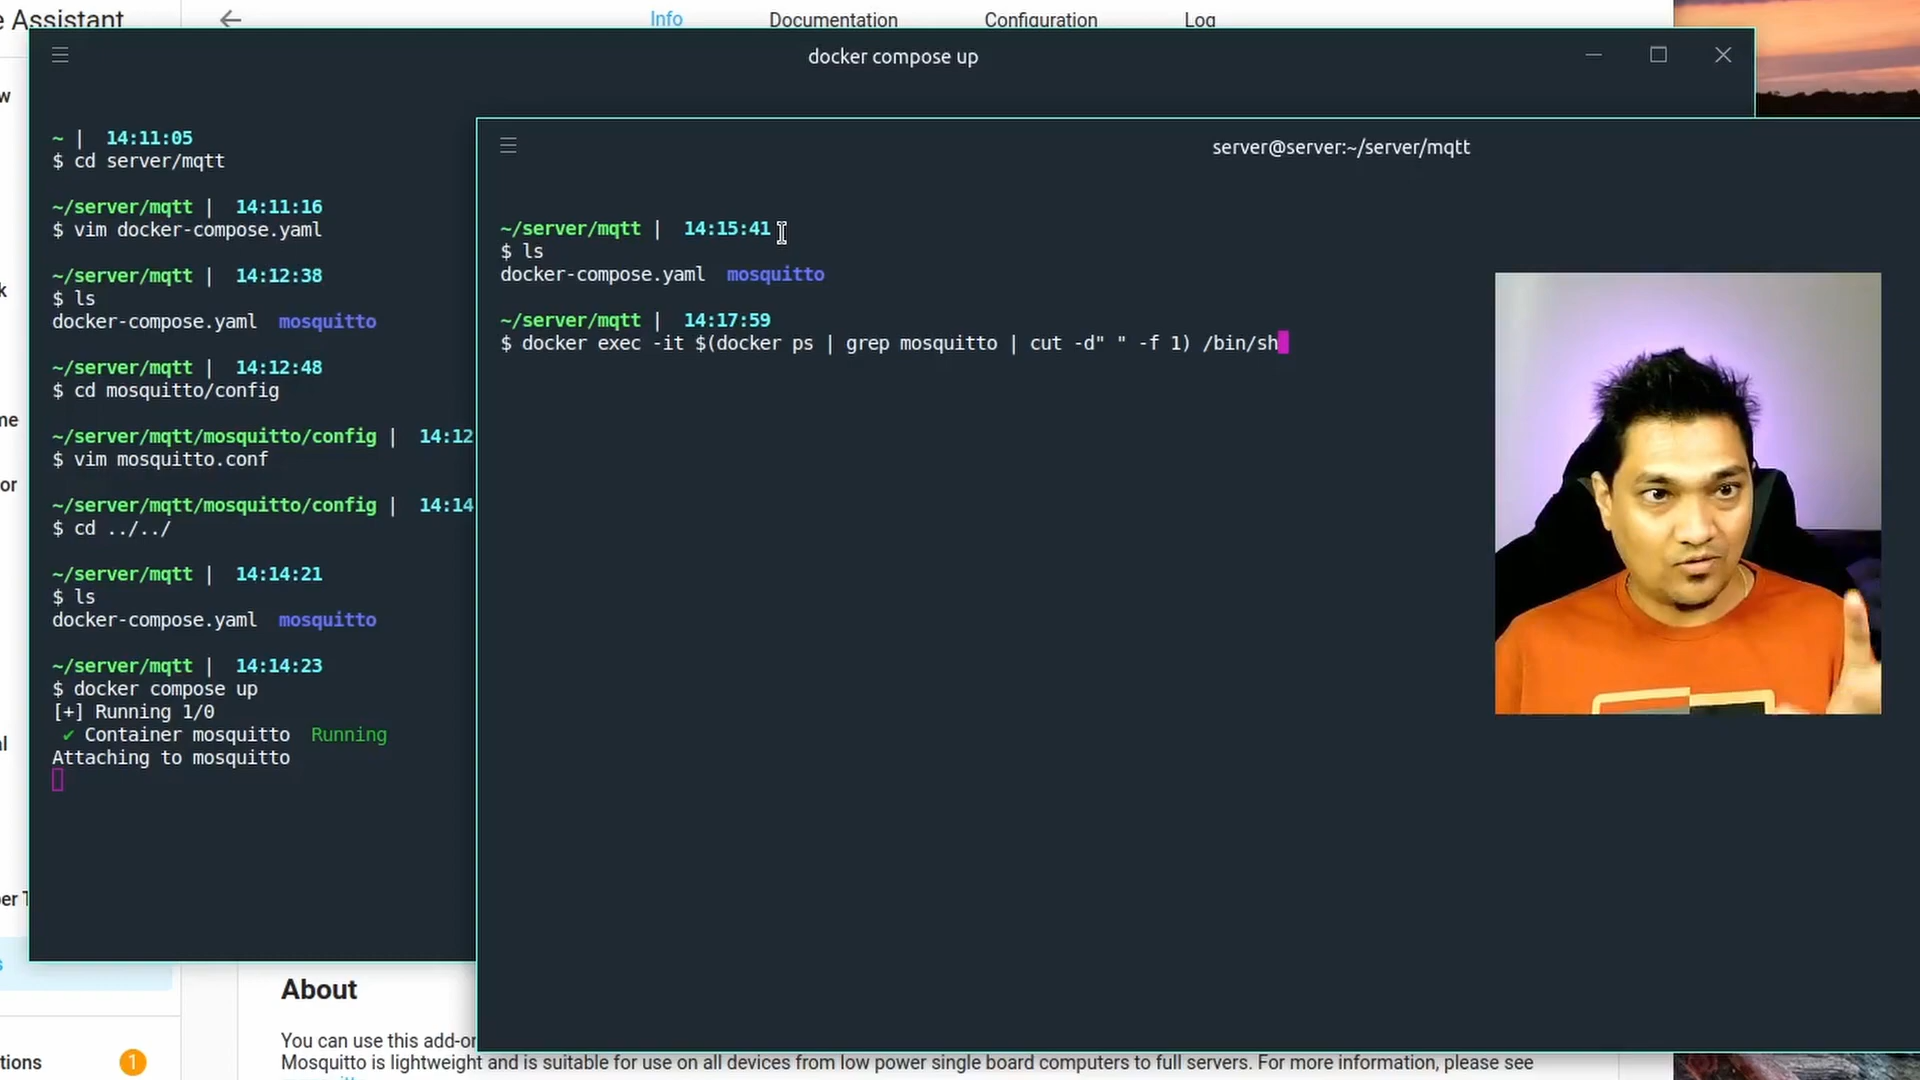 e Assistant
Info
Documentation
Configuration
Log
docker compose up
~ | 14:11:05
$ cd server/mqtt
~/server/mqtt | 14:11:16
$ vim docker-compose.yaml
~/server/mqtt | 14:12:38
$ ls
docker-compose.yaml mosquitto
~/server/mqtt | 14:12:48
$ cd mosquitto/config
~/server/mqtt/mosquitto/config | 14:12
$ vim mosquitto.conf
~/server/mqtt/mosquitto/config | 14:14
$ cd ../../
~/server/mqtt | 14:14:21
$ ls
docker-compose.yaml mosquitto
~/server/mqtt | 14:14:23
$ docker compose up
[+] Running 1/0
✔ Container mosquitto Running
Attaching to mosquitto
server@server:~/server/mqtt
~/server/mqtt | 14:15:41
$ ls
docker-compose.yaml mosquitto
~/server/mqtt | 14:17:59
$ docker exec -it $(docker ps | grep mosquitto | cut -d" " -f 1) /bin/sh
w
k
me
or
al
per T
s
tions
1
About
You can use this add-on
Mosquitto is lightweight and is suitable for use on all devices from low power single board computers to full servers. For more information, please see